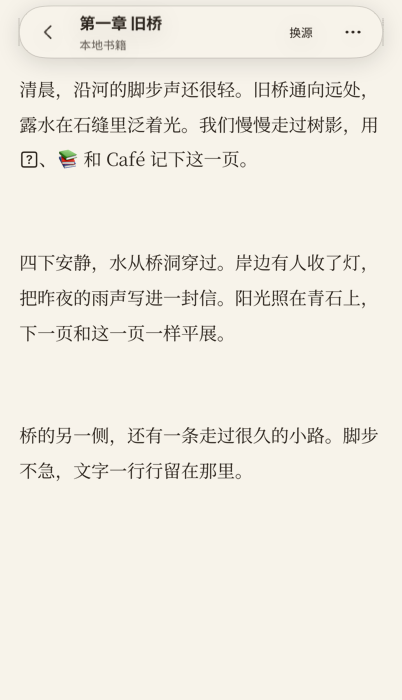 第一章 旧桥
本地书籍
换源
清晨，沿河的脚步声还很轻。旧桥通向远处，
露水在石缝里泛着光。我们慢慢走过树影，用
、📚 和 Café 记下这一页。
四下安静，水从桥洞穿过。岸边有人收了灯，
把昨夜的雨声写进一封信。阳光照在青石上，
下一页和这一页一样平展。
桥的另一侧，还有一条走过很久的小路。脚步
不急，文字一行行留在那里。